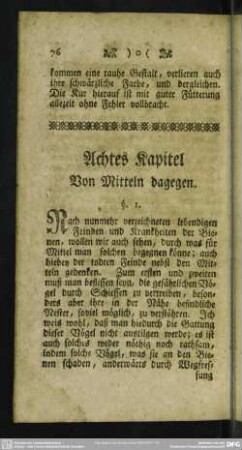 76 ☙ ) o ( ❧
kommen eine rauhe Gestalt, verlieren auch
ihre schwärzliche Farbe, und dergleichen.
Die Kur hierauf ist mit guter Fütterung
allezeit ohne Fehler vollbracht.
Achtes Kapitel
Von Mitteln dagegen.
§. 1.
Nach nunmehr verzeichneten lebendigen
Feinden und Krankheiten der Bie-
nen, wollen wir auch sehen, durch was für
Mittel man solchen begegnen könne; auch
hiebey der todten Feinde nebst den Mit-
teln gedenken. Zum ersten und zweiten
muß man beflissen seyn, die gefährlichen Vö-
gel durch Schiessen zu vertreiben, beson-
ders aber ihre in der Nähe befindliche
Nester, soviel möglich, zu verstöhren. Ich
weis wohl, daß man hiedurch die Gattung
dieser Vögel nicht austilgen werde; es ist
auch solches weder nöthig noch rathsam,
indem solche Vögel, was sie an den Bie-
nen schaden, anderwärts durch Wegfres-
sung